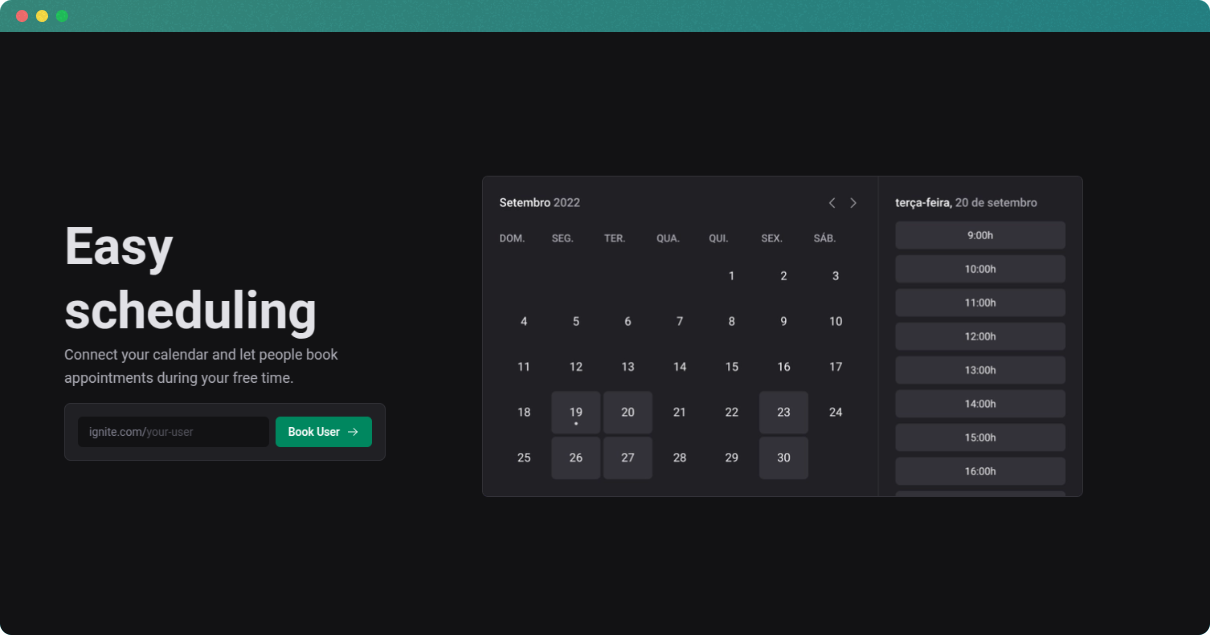 Easy
scheduling
Connect your calendar and let people book
appointments during your free time.
ignite.com/your-user
Book User →
Setembro 2022
DOM. SEG. TER. QUA. QUI. SEX. SÁB.
1 2 3
4 5 6 7 8 9 10
11 12 13 14 15 16 17
18 19 20 21 22 23 24
25 26 27 28 29 30
terça-feira, 20 de setembro
9:00h
10:00h
11:00h
12:00h
13:00h
14:00h
15:00h
16:00h